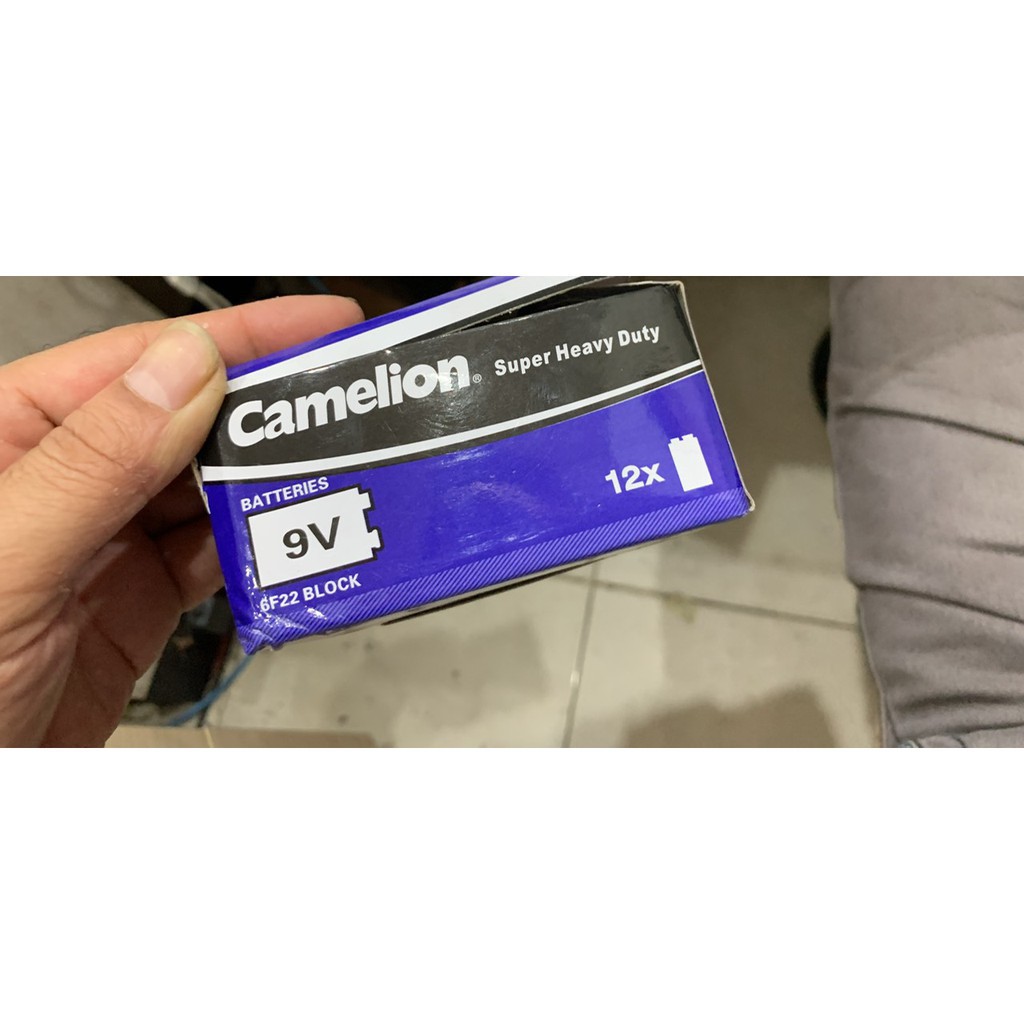 Camelion® Super Heavy Duty
BATTERIES
9V
12x
6F22 BLOCK